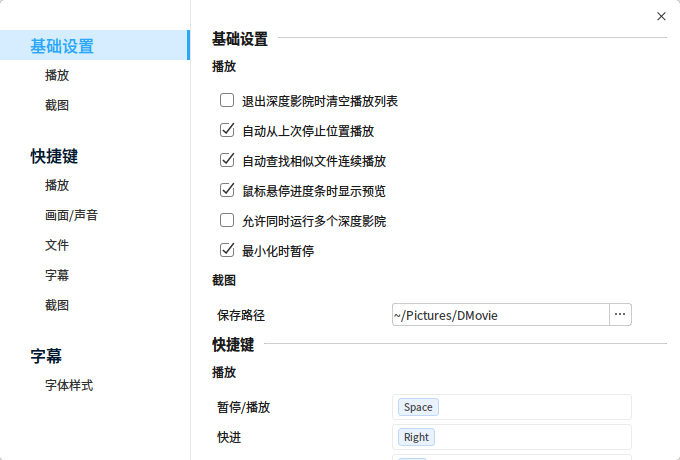 基础设置
播放
截图
快捷键
播放
画面/声音
文件
字幕
截图
字幕
字体样式
基础设置
播放
退出深度影院时清空播放列表
自动从上次停止位置播放
自动查找相似文件连续播放
鼠标悬停进度条时显示预览
允许同时运行多个深度影院
最小化时暂停
截图
保存路径 ~/Pictures/DMovie ...
快捷键
播放
暂停/播放 Space
快进 Right